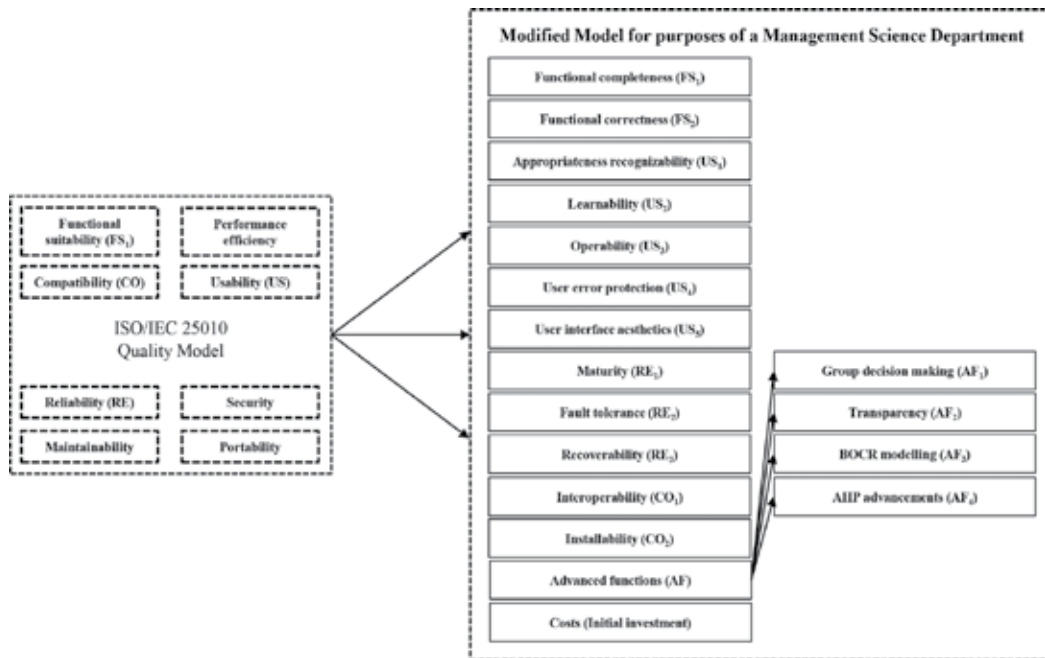 Modified Model for purposes of a Management Science Department
Functional completeness (FS₁)
Functional correctness (FS₂)
Appropriateness recognizability (US₁)
Learnability (US₂)
Operability (US₃)
User error protection (US₄)
User interface aesthetics (US₅)
Maturity (RE₁)
Fault tolerance (RE₂)
Recoverability (RE₃)
Interoperability (CO₁)
Installability (CO₂)
Advanced functions (AF)
Costs (Initial investment)
Functional
suitability (FS₁)
Performance
efficiency
Compatibility (CO)
Usability (US)
ISO/IEC 25010
Quality Model
Reliability (RE)
Security
Maintainability
Portability
Group decision making (AF₁)
Transparency (AF₂)
BOCR modelling (AF₃)
AHP advancements (AF₄)